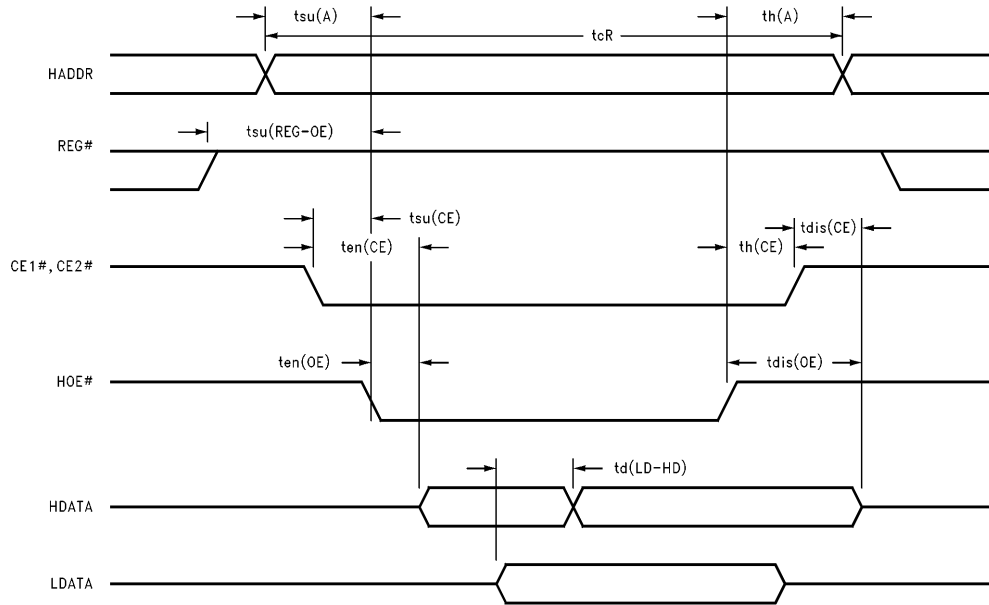 tsu(A)
th(A)
tcR
HADDR
tsu(REG-OE)
REG#
tsu(CE)
tdis(CE)
ten(CE)
th(CE)
CE1#,CE2#
ten(OE)
tdis(OE)
HOE#
td(LD-HD)
HDATA
LDATA